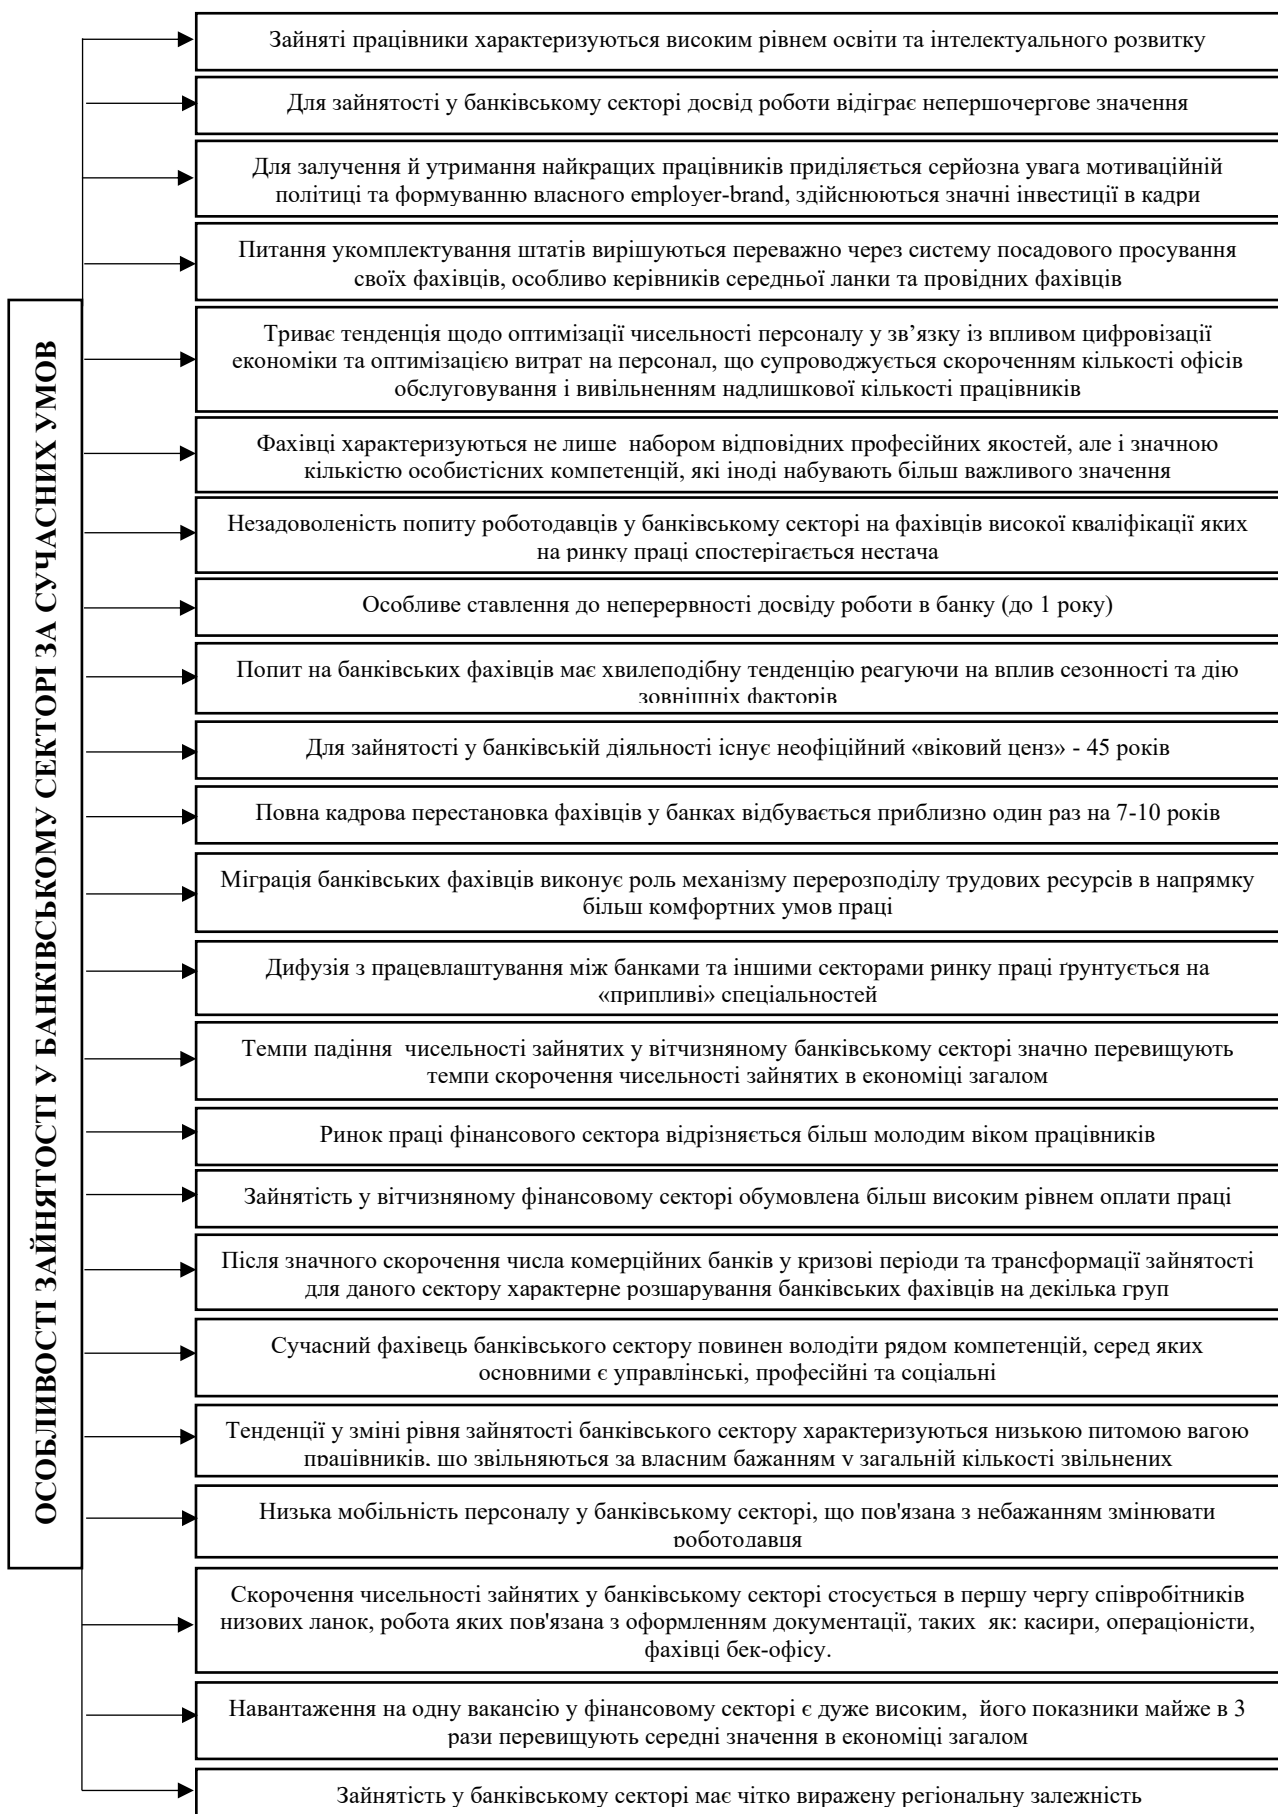 ОСОБЛИВОСТІ ЗАЙНЯТОСТІ У БАНКІВСЬКОМУ СЕКТОРІ ЗА СУЧАСНИХ УМОВ
Зайняті працівники характеризуються високим рівнем освіти та інтелектуального розвитку
Для зайнятості у банківському секторі досвід роботи відіграє непершочергове значення
Для залучення й утримання найкращих працівників приділяється серйозна увага мотиваційній
політиці та формуванню власного employer-brand, здійснюються значні інвестиції в кадри
Питання укомплектування штатів вирішуються переважно через систему посадового просування
своїх фахівців, особливо керівників середньої ланки та провідних фахівців
Триває тенденція щодо оптимізації чисельності персоналу у зв’язку із впливом цифровізації
економіки та оптимізацією витрат на персонал, що супроводжується скороченням кількості офісів
обслуговування і вивільненням надлишкової кількості працівників
Фахівці характеризуються не лише набором відповідних професійних якостей, але і значною
кількістю особистісних компетенцій, які іноді набувають більш важливого значення
Незадоволеність попиту роботодавців у банківському секторі на фахівців високої кваліфікації яких
на ринку праці спостерігається нестача
Особливе ставлення до неперервності досвіду роботи в банку (до 1 року)
Попит на банківських фахівців має хвилеподібну тенденцію реагуючи на вплив сезонності та дію
зовнішніх факторів
Для зайнятості у банківській діяльності існує неофіційний «віковий ценз» - 45 років
Повна кадрова перестановка фахівців у банках відбувається приблизно один раз на 7-10 років
Міграція банківських фахівців виконує роль механізму перерозподілу трудових ресурсів в напрямку
більш комфортних умов праці
Дифузія з працевлаштування між банками та іншими секторами ринку праці ґрунтується на
«припливі» спеціальностей
Темпи падіння чисельності зайнятих у вітчизняному банківському секторі значно перевищують
темпи скорочення чисельності зайнятих в економіці загалом
Ринок праці фінансового сектора відрізняється більш молодим віком працівників
Зайнятість у вітчизняному фінансовому секторі обумовлена більш високим рівнем оплати праці
Після значного скорочення числа комерційних банків у кризові періоди та трансформації зайнятості
для даного сектору характерне розшарування банківських фахівців на декілька груп
Сучасний фахівець банківського сектору повинен володіти рядом компетенцій, серед яких
основними є управлінські, професійні та соціальні
Тенденції у зміні рівня зайнятості банківського сектору характеризуються низькою питомою вагою
працівників, що звільняються за власним бажанням у загальній кількості звільнених
Низька мобільність персоналу у банківському секторі, що пов'язана з небажанням змінювати
роботодавця
Скорочення чисельності зайнятих у банківському секторі стосується в першу чергу співробітників
низових ланок, робота яких пов'язана з оформленням документації, таких як: касири, операціоністи,
фахівці бек-офісу.
Навантаження на одну вакансію у фінансовому секторі є дуже високим, його показники майже в 3
рази перевищують середні значення в економіці загалом
Зайнятість у банківському секторі має чітко виражену регіональну залежність